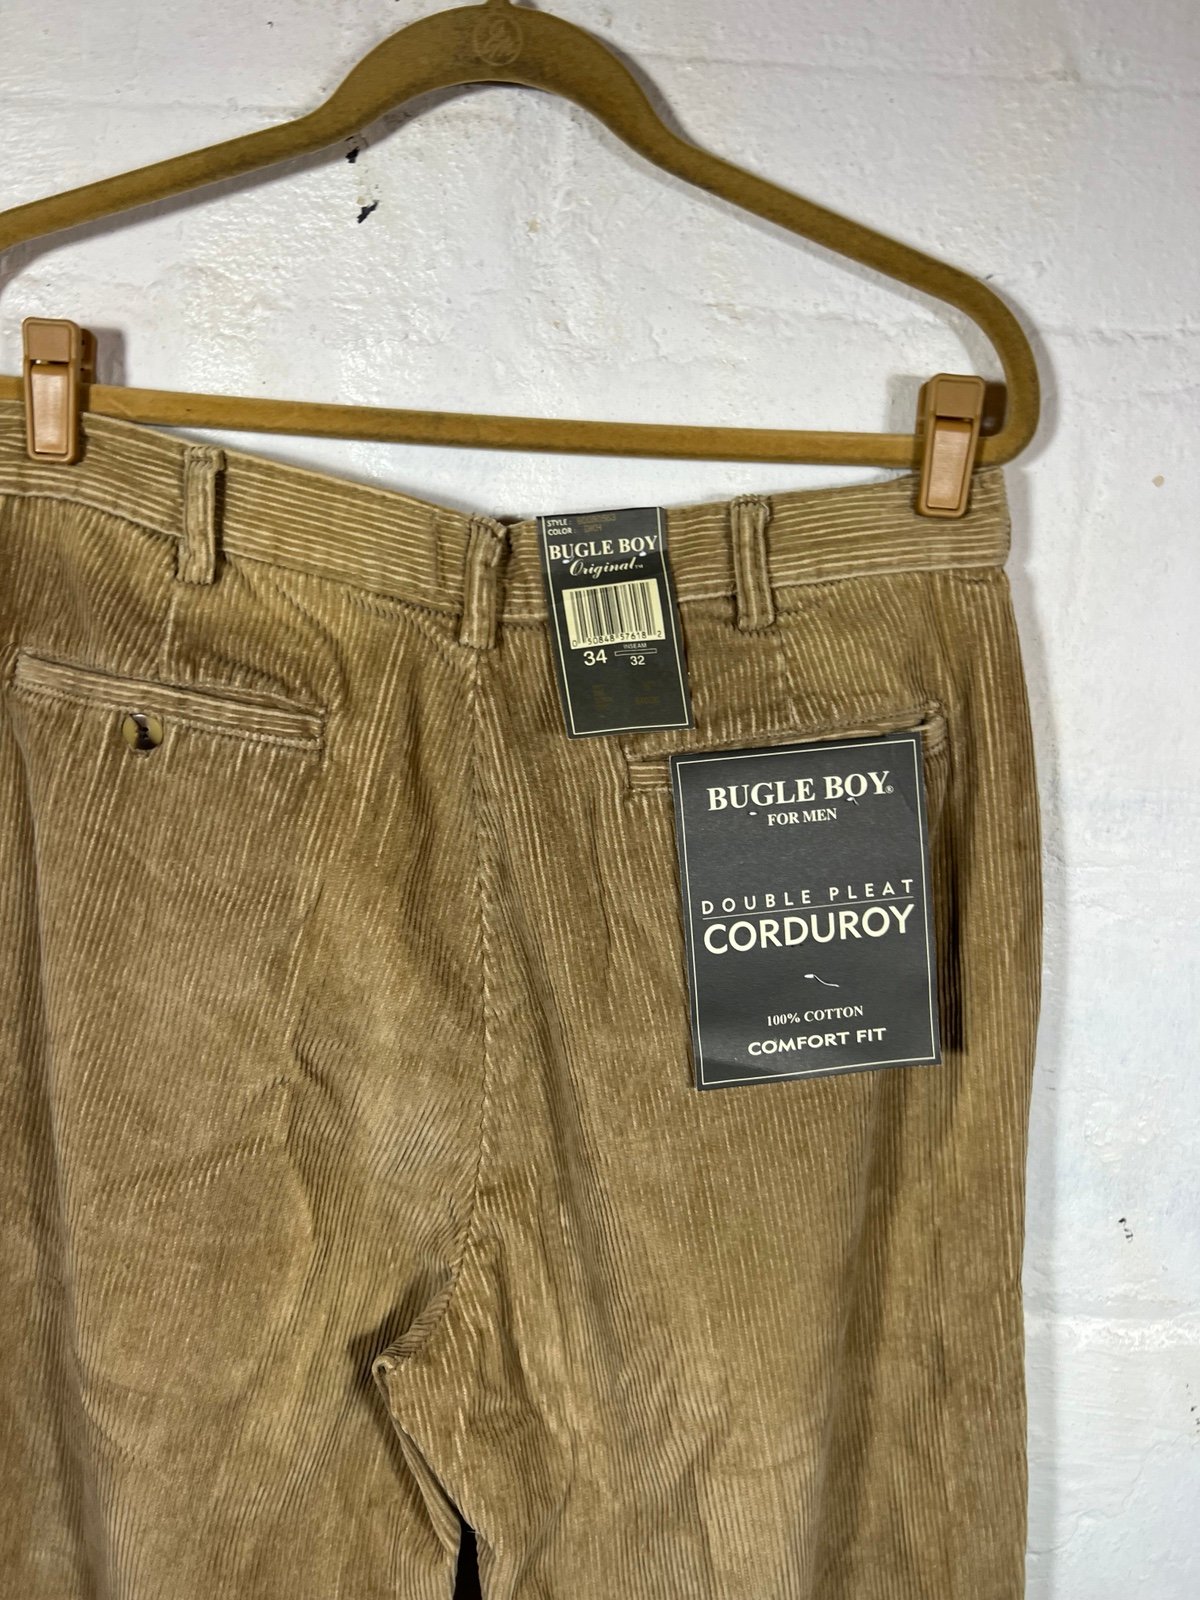 STYLE:
COLOR:
BUGLE BOY
Original™
0 50848 57618 2
INSEAM
34 32
BUGLE BOY®
FOR MEN
DOUBLE PLEAT
CORDUROY
100% COTTON
COMFORT FIT